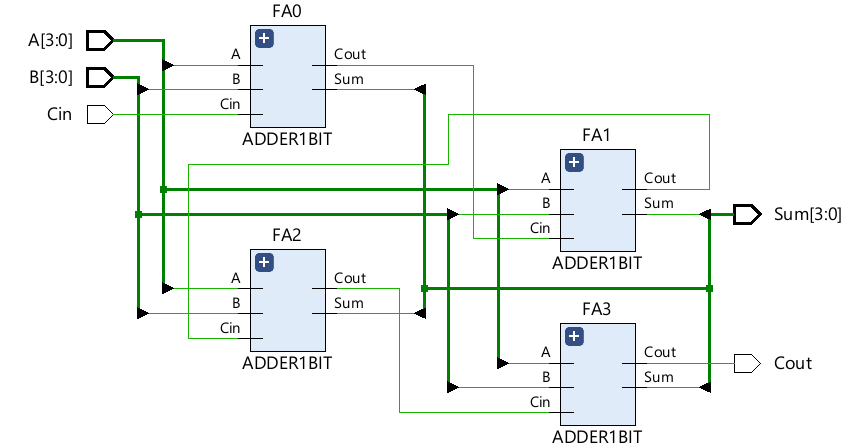 FA0
A[3:0]
B[3:0]
Cin
A
B
Cin
Cout
Sum
ADDER1BIT
FA1
A
B
Cin
Cout
Sum
ADDER1BIT
Sum[3:0]
FA2
A
B
Cin
Cout
Sum
ADDER1BIT
FA3
A
B
Cin
Cout
Sum
ADDER1BIT
Cout